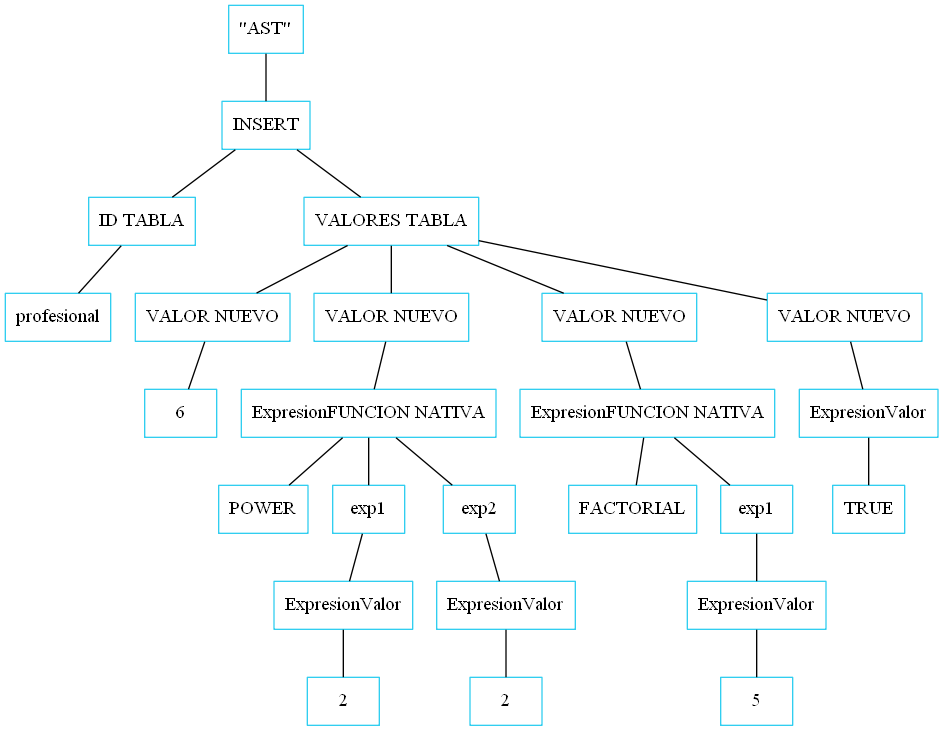 "AST"
INSERT
ID TABLA
VALORES TABLA
profesional
VALOR NUEVO
VALOR NUEVO
VALOR NUEVO
VALOR NUEVO
6
ExpresionFUNCION NATIVA
ExpresionFUNCION NATIVA
ExpresionValor
POWER
exp1
exp2
FACTORIAL
exp1
TRUE
ExpresionValor
ExpresionValor
ExpresionValor
2
2
5